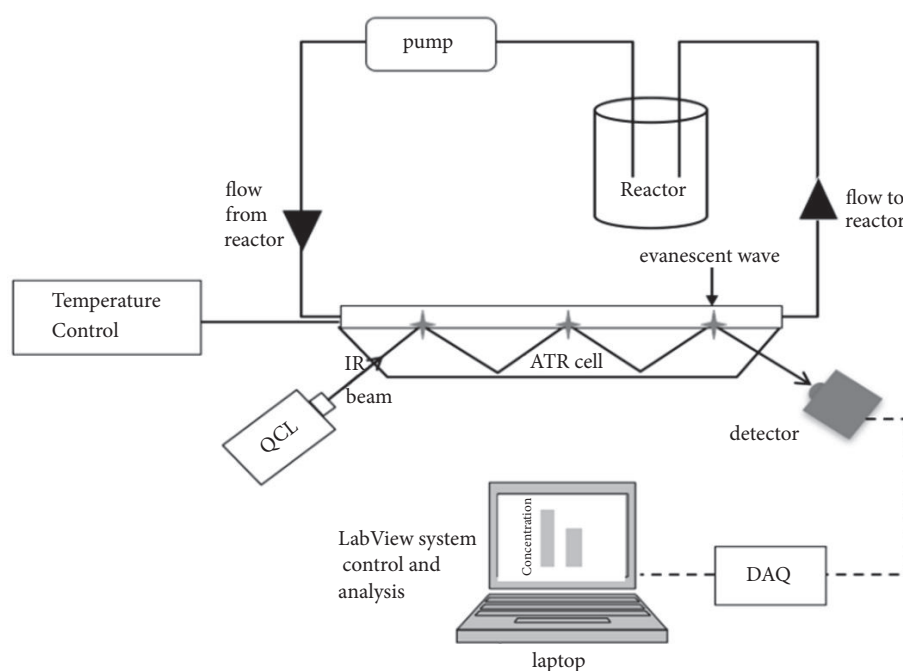 pump
flow
from
reactor
Reactor
flow to
reactor
evanescent wave
Temperature
Control
IR
beam
ATR cell
QCL
detector
LabView system
control and
analysis
Concentration
DAQ
laptop